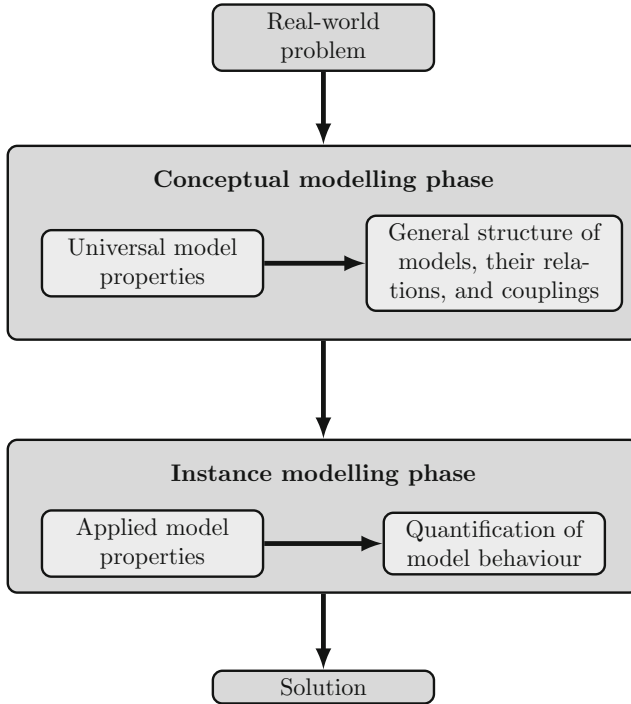 Real-world
problem
Conceptual modelling phase
Universal model
properties
General structure of
models, their rela-
tions, and couplings
Instance modelling phase
Applied model
properties
Quantification of
model behaviour
Solution